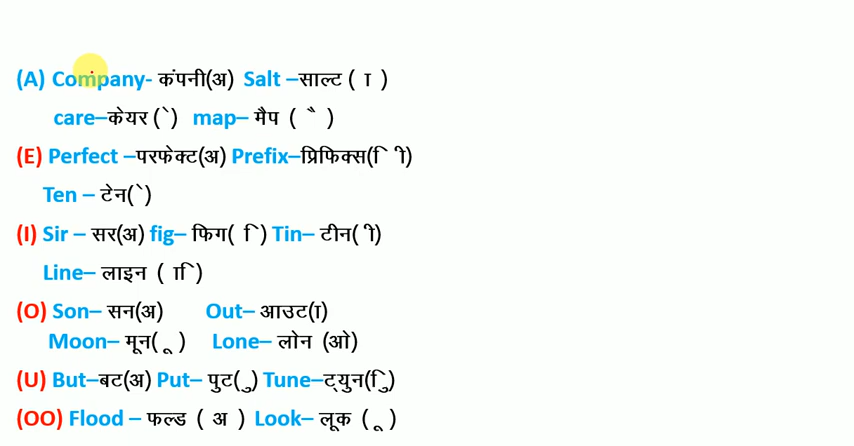 (A) Company- कंपनी(अ) Salt –साल्ट ( ा )
care–केयर (े) map– मैप ( ै )
(E) Perfect –परफेक्ट(अ) Prefix–प्रिफिक्स(ि ी)
Ten – टेन(े)
(I) Sir – सर(अ) fig– फिग( ि ) Tin– टीन( ी)
Line– लाइन ( ाि)
(O) Son– सन(अ) Out– आउट(ा)
Moon– मून( ू ) Lone– लोन (ओ)
(U) But–बट(अ) Put– पुट(ु) Tune–ट्युन(िु)
(OO) Flood – फल्ड ( अ ) Look– लूक ( ू )